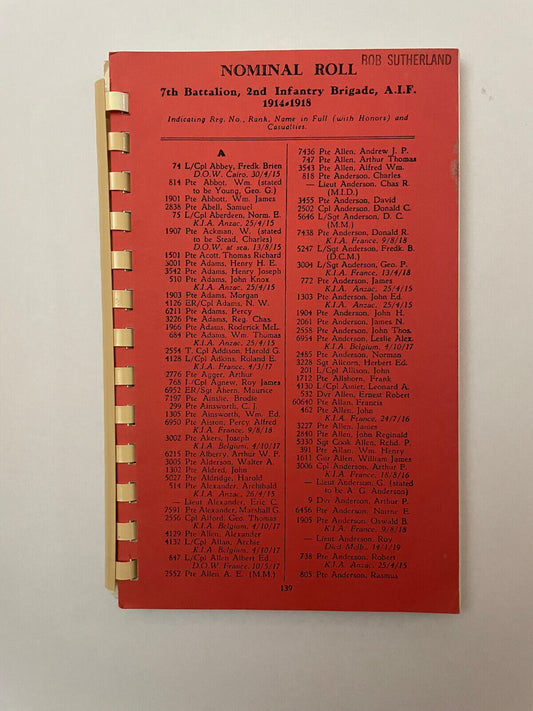 ROB SUTHERLAND
NOMINAL ROLL
7th Battalion, 2nd Infantry Brigade, A.I.F.
1914-1918
Indicating Reg. No., Rank, Name in Full (with Honors) and
Casualties.
A
74 L/Cpl Abbey, Fredk. Brien
D.O.W. Cairo, 30/4/15
814 Pte Abbot, Wm. (stated
to be Young, Geo. G.)
1901 Pte Abbott, Wm. James
2838 Pte Abell, Samuel
75 L/Cpl Aberdeen, Norm. E.
K.I.A. Anzac, 25/4/15
1907 Pte Ackman, W. (stated
to be Stead, Charles)
D.O.W. at sea, 13/8/15
1501 Pte Acott, Thomas Richard
3001 Pte Adams, Henry H. E.
3542 Pte Adams, Henry Joseph
510 Pte Adams, John Knox
K.I.A. Anzac, 25/4/15
1903 Pte Adams, Morgan
4126 ER/Cpl Adams, N. W.
6211 Pte Adams, Percy
3226 Pte Adams, Reg. Chas
1966 Pte Adams, Roderick McL.
684 Pte Adams, Wm. Thomas
K.I.A. Anzac, 25/4/15
2554 T. Cpl Addison, Harold G.
4128 L/Cpl Adkins, Roland E.
K.I.A. France, 4/3/17
2776 Pte Agger, Arthur
768 L/Cpl Agnew, Roy James
6952 ER/Sgt Ahern, Maurice
7197 Pte Ainslie, Brodie
299 Pte Ainsworth, C. J.
1305 Pte Ainsworth, Wm. Ed.
6950 Pte Aiston, Percy Alfred
K.I.A. France, 9/8/18
3002 Pte Akers, Joseph
K.I.A. Belgium, 4/10/17
6215 Pte Alberry, Arthur W. P.
3005 Pte Alderson, Walter A.
1302 Pte Aldred, John
5027 Pte Aldridge, Harold
514 Pte Alexander, Archibald
K.I.A. Anzac, 26/4/15
— Lieut Alexander, Eric C.
7591 Pte Alexander, Marshall G.
2556 Cpl Alford, Geo. Thomas
K.I.A. Belgium, 4/10/17
4129 Pte Allen, Alexander
4132 L/Cpl Allan, Archie
K.I.A. Belgium, 4/10/17
647 L/Cpl Allen Albert Ed.
D.O.W. France, 10/5/17
2552 Pte Allen, A. E. (M.M.)
7436 Pte Allen, Andrew J. P.
747 Pte Allen, Arthur Thomas
3543 Pte Allen, Alfred Wm.
818 Pte Anderson, Charles
— Lieut Anderson, Chas R.
(M.I.D.)
3455 Pte Anderson, David
2502 Cpl Anderson, Donald C.
5646 L/Sgt Anderson, D. C.
(M.M.)
7438 Pte Anderson, Donald R.
K.I.A. France, 9/8/18
5247 L/Sgt Anderson, Fredk. B.
(D.C.M.)
3004 L/Sgt Anderson, Geo. P.
K.I.A. France, 13/4/18
772 Pte Anderson, James
K.I.A. Anzac, 25/4/15
1303 Pte Anderson, John Ed.
K.I.A. Anzac, 25/4/15
1904 Pte Anderson, John H.
2061 Pte Anderson, James N.
2558 Pte Anderson, John Thos.
6954 Pte Anderson, Leslie Alex.
K.I.A. Belgium, 4/10/17
2485 Pte Anderson, Norman
3228 Sgt Alicorn, Herbert Ed.
201 L/Cpl Allison, John
1712 Pte Allshorn, Frank
4130 L/Cpl Amiet, Leonard A.
532 Dvr Allen, Ernest Robert
60640 Pte Allan, Francis
462 Pte Allen, John
K.I.A. France, 24/7/16
3227 Pte Allen, James
2840 Pte Allen, John Reginald
5330 Sgt Cook Allen, Rchd. P.
391 Pte Allan, Wm. Henry
1611 Gnr Allen, William James
3006 Cpl Anderson, Arthur P.
K.I.A. France, 18/8/16
— Lieut Anderson, G. (stated
to be A. G. Anderson)
9 Dvr Anderson, Arthur P.
6456 Pte Anderson, Nairne E.
1905 Pte Anderson, Oswald B.
K.I.A. France, 9/8/18
— Lieut Anderson, Roy
Died Melb., 14/1/19
738 Pte Anderson, Robert
K.I.A. Anzac, 25/4/15
805 Pte Anderson, Rasmus
139